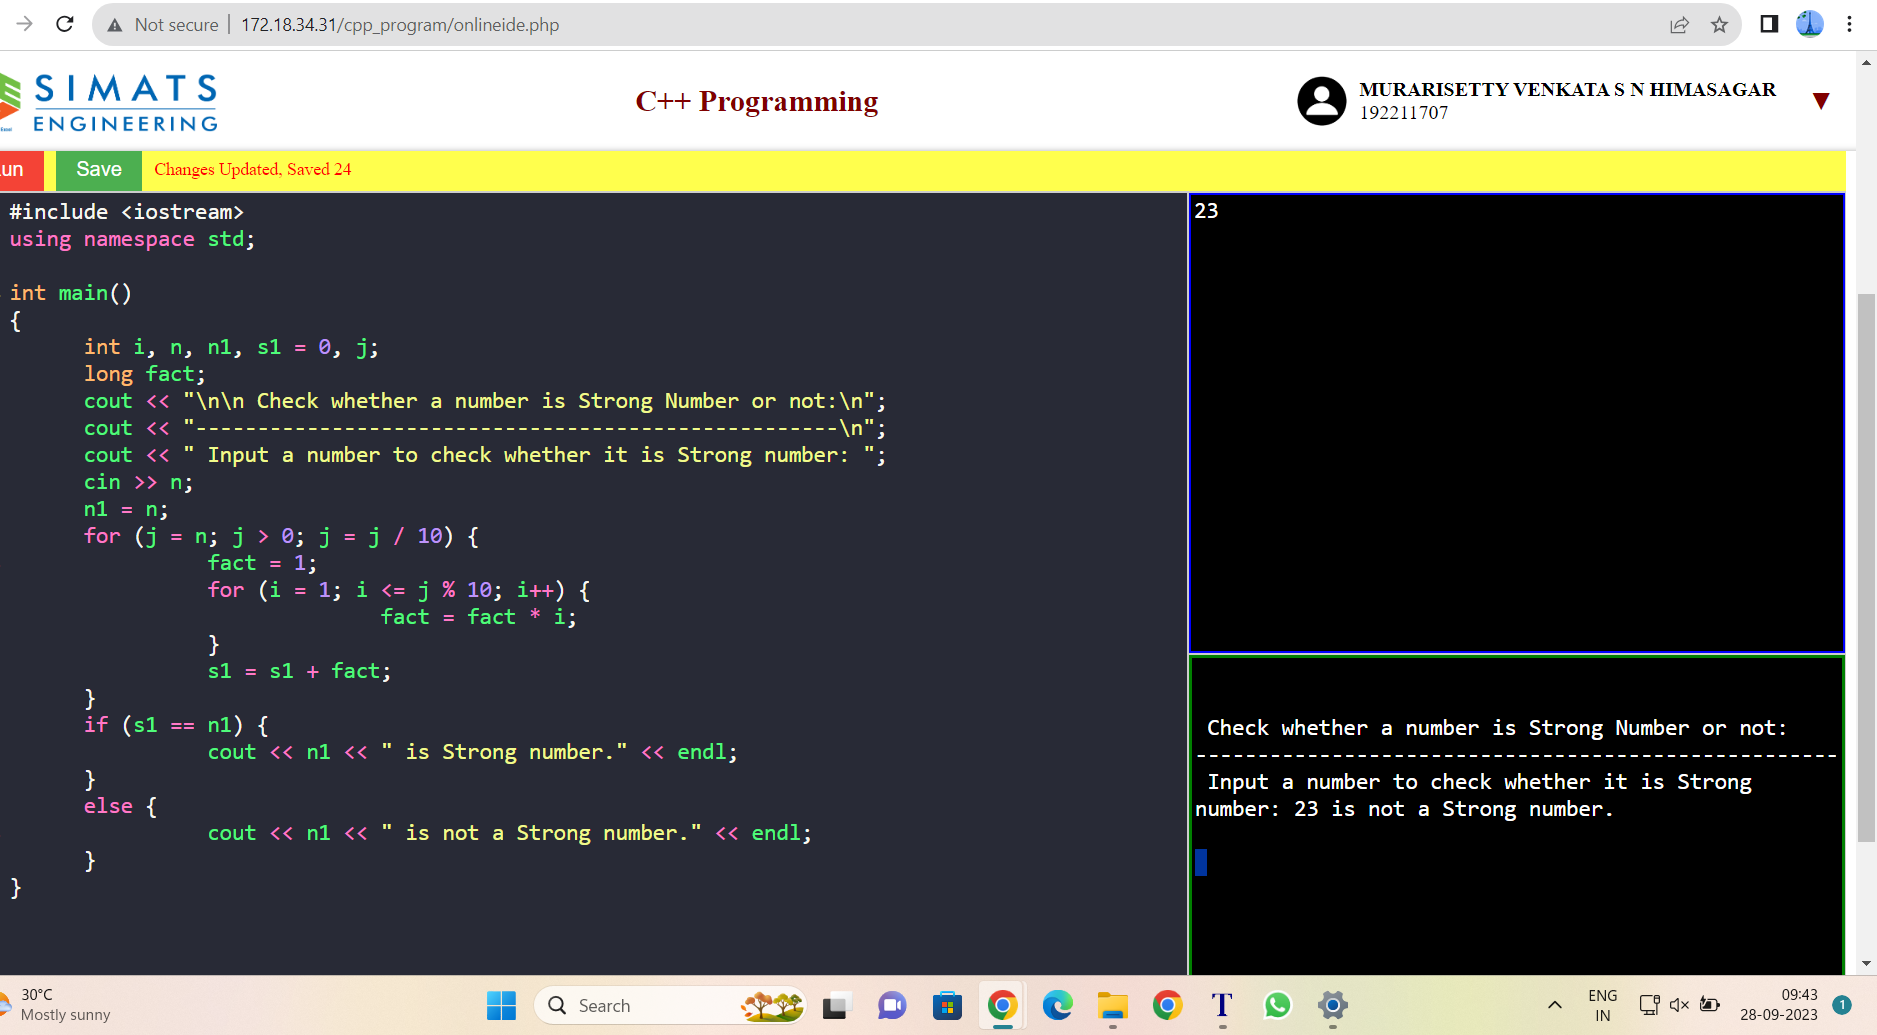 Not secure | 172.18.34.31/cpp_program/onlineide.php
SIMATS
ENGINEERING
C++ Programming
MURARISETTY VENKATA S N HIMASAGAR
192211707
un
Save
Changes Updated, Saved 24
#include <iostream>
using namespace std;
int main()
{
int i, n, n1, s1 = 0, j;
long fact;
cout << "\n\n Check whether a number is Strong Number or not:\n";
cout << "----------------------------------------------------\n";
cout << " Input a number to check whether it is Strong number: ";
cin >> n;
n1 = n;
for (j = n; j > 0; j = j / 10) {
fact = 1;
for (i = 1; i <= j % 10; i++) {
fact = fact * i;
}
s1 = s1 + fact;
}
if (s1 == n1) {
cout << n1 << " is Strong number." << endl;
}
else {
cout << n1 << " is not a Strong number." << endl;
}
}
23
Check whether a number is Strong Number or not:
----------------------------------------------------
Input a number to check whether it is Strong
number: 23 is not a Strong number.
30°C
Mostly sunny
Search
T
ENG
IN
09:43
28-09-2023
1